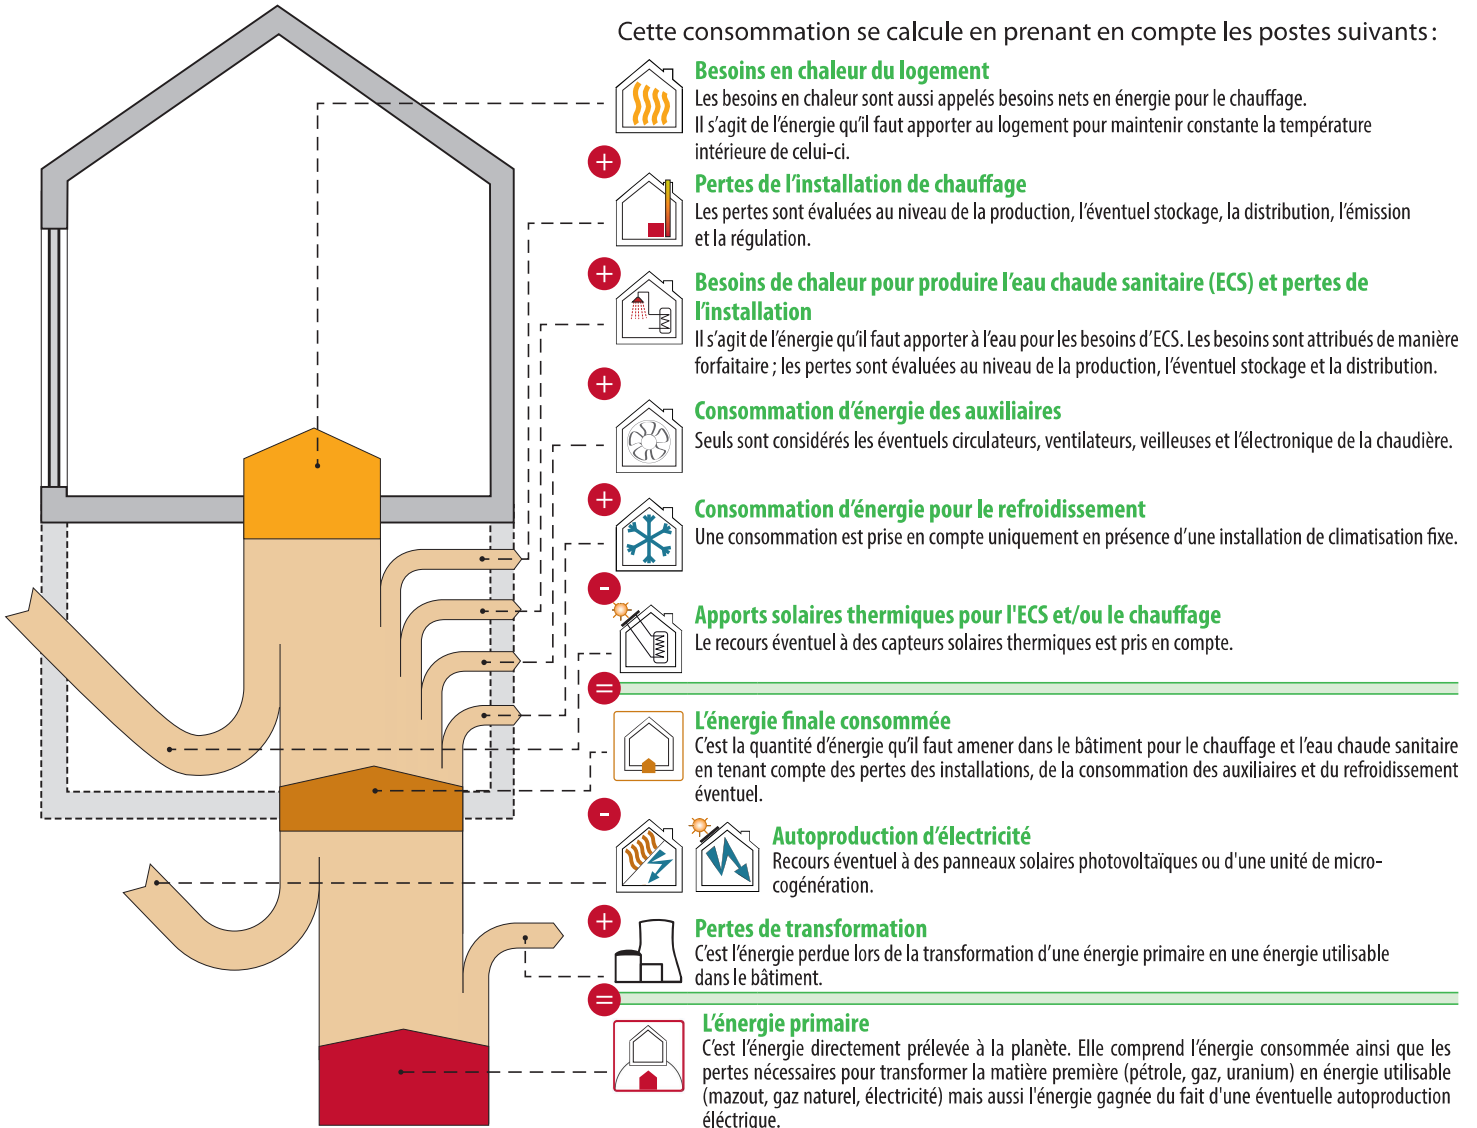 Cette consommation se calcule en prenant en compte les postes suivants :
Besoins en chaleur du logement
Les besoins en chaleur sont aussi appelés besoins nets en énergie pour le chauffage.
Il s’agit de l’énergie qu’il faut apporter au logement pour maintenir constante la température
intérieure de celui-ci.
+
Pertes de l’installation de chauffage
Les pertes sont évaluées au niveau de la production, l’éventuel stockage, la distribution, l’émission
et la régulation.
+
Besoins de chaleur pour produire l’eau chaude sanitaire (ECS) et pertes de
l’installation
Il s’agit de l’énergie qu’il faut apporter à l’eau pour les besoins d’ECS. Les besoins sont attribués de manière
forfaitaire ; les pertes sont évaluées au niveau de la production, l’éventuel stockage et la distribution.
+
Consommation d’énergie des auxiliaires
Seuls sont considérés les éventuels circulateurs, ventilateurs, veilleuses et l’électronique de la chaudière.
+
Consommation d’énergie pour le refroidissement
Une consommation est prise en compte uniquement en présence d’une installation de climatisation fixe.
-
Apports solaires thermiques pour l'ECS et/ou le chauffage
Le recours éventuel à des capteurs solaires thermiques est pris en compte.
=
L’énergie finale consommée
C’est la quantité d’énergie qu’il faut amener dans le bâtiment pour le chauffage et l’eau chaude sanitaire
en tenant compte des pertes des installations, de la consommation des auxiliaires et du refroidissement
éventuel.
-
Autoproduction d’électricité
Recours éventuel à des panneaux solaires photovoltaïques ou d'une unité de micro-
cogénération.
+
Pertes de transformation
C’est l’énergie perdue lors de la transformation d’une énergie primaire en une énergie utilisable
dans le bâtiment.
=
L’énergie primaire
C’est l’énergie directement prélevée à la planète. Elle comprend l’énergie consommée ainsi que les
pertes nécessaires pour transformer la matière première (pétrole, gaz, uranium) en énergie utilisable
(mazout, gaz naturel, électricité) mais aussi l'énergie gagnée du fait d'une éventuelle autoproduction
éléctrique.